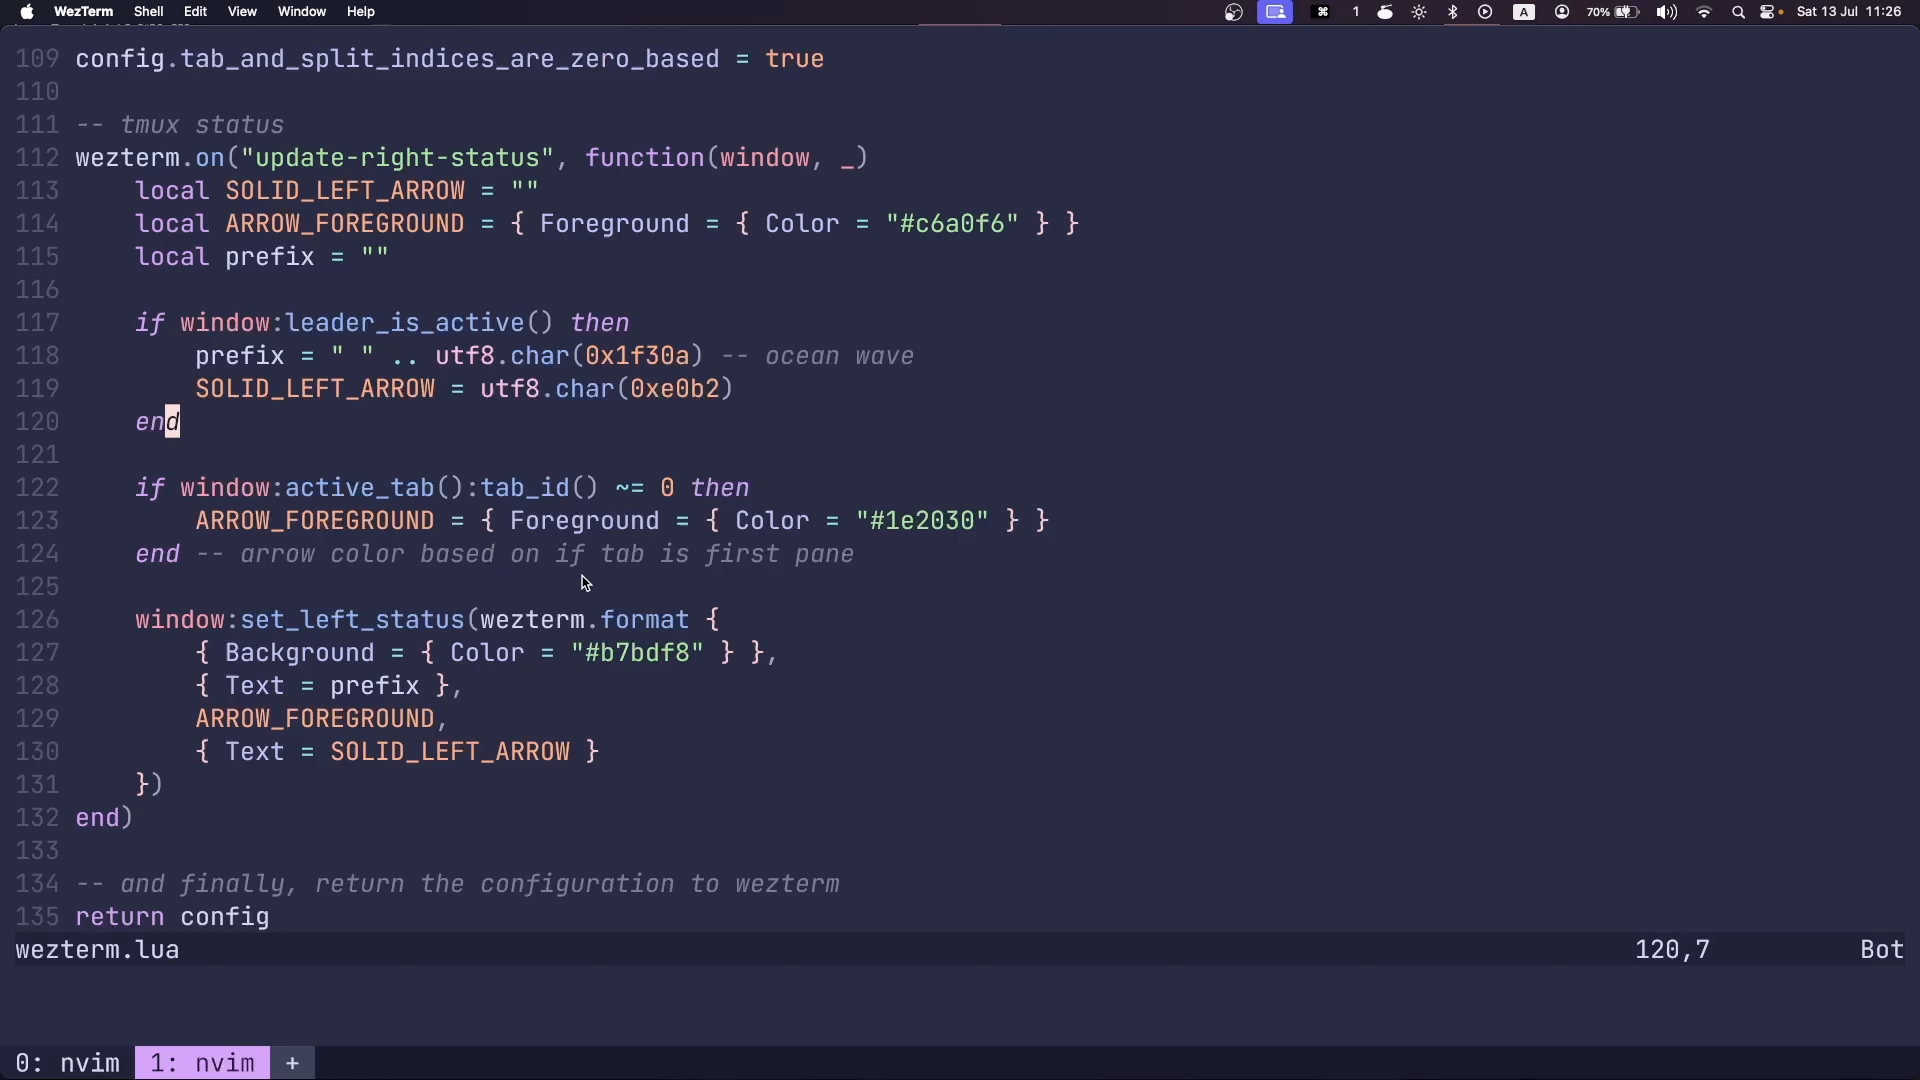 WezTerm Shell Edit View Window Help 1 A 70% Sat 13 Jul 11:26
109 config.tab_and_split_indices_are_zero_based = true
110
111 -- tmux status
112 wezterm.on("update-right-status", function(window, _)
113     local SOLID_LEFT_ARROW = ""
114     local ARROW_FOREGROUND = { Foreground = { Color = "#c6a0f6" } }
115     local prefix = ""
116
117     if window:leader_is_active() then
118         prefix = " " .. utf8.char(0x1f30a) -- ocean wave
119         SOLID_LEFT_ARROW = utf8.char(0xe0b2)
120     end
121
122     if window:active_tab():tab_id() ~= 0 then
123         ARROW_FOREGROUND = { Foreground = { Color = "#1e2030" } }
124     end -- arrow color based on if tab is first pane
125
126     window:set_left_status(wezterm.format {
127         { Background = { Color = "#b7bdf8" } },
128         { Text = prefix },
129         ARROW_FOREGROUND,
130         { Text = SOLID_LEFT_ARROW }
131     })
132 end)
133
134 -- and finally, return the configuration to wezterm
135 return config
wezterm.lua 120,7 Bot
0: nvim 1: nvim +